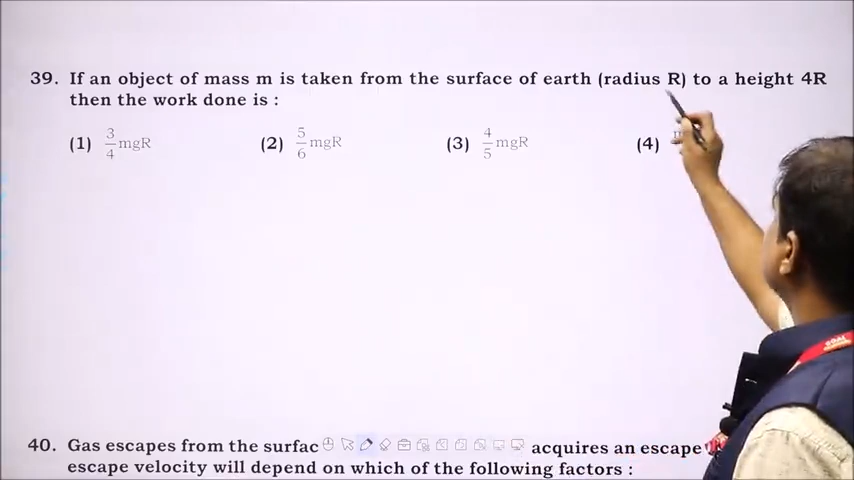 39. If an object of mass m is taken from the surface of earth (radius R) to a height 4R
then the work done is :
(1) 3/4 mgR (2) 5/6 mgR (3) 4/5 mgR (4)
40. Gas escapes from the surfac acquires an escape
escape velocity will depend on which of the following factors :